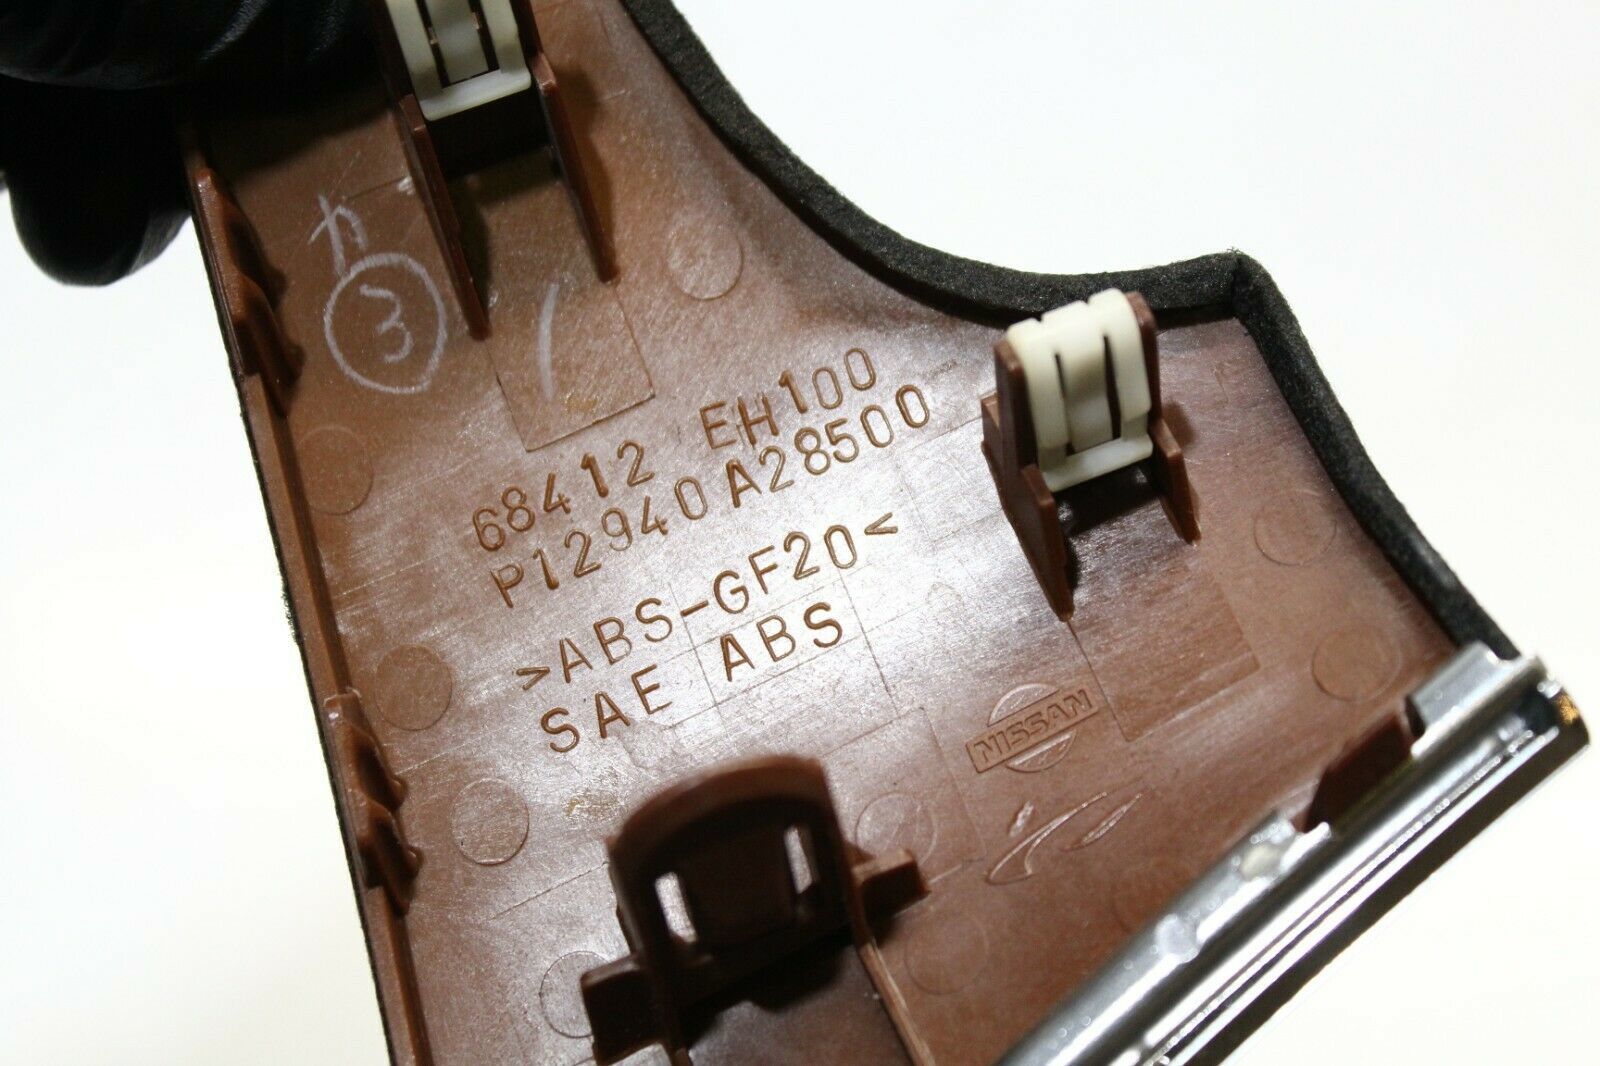 カ
3
68412 EH100
P12940A28500
>ABS-GF20<
SAE ABS
NISSAN